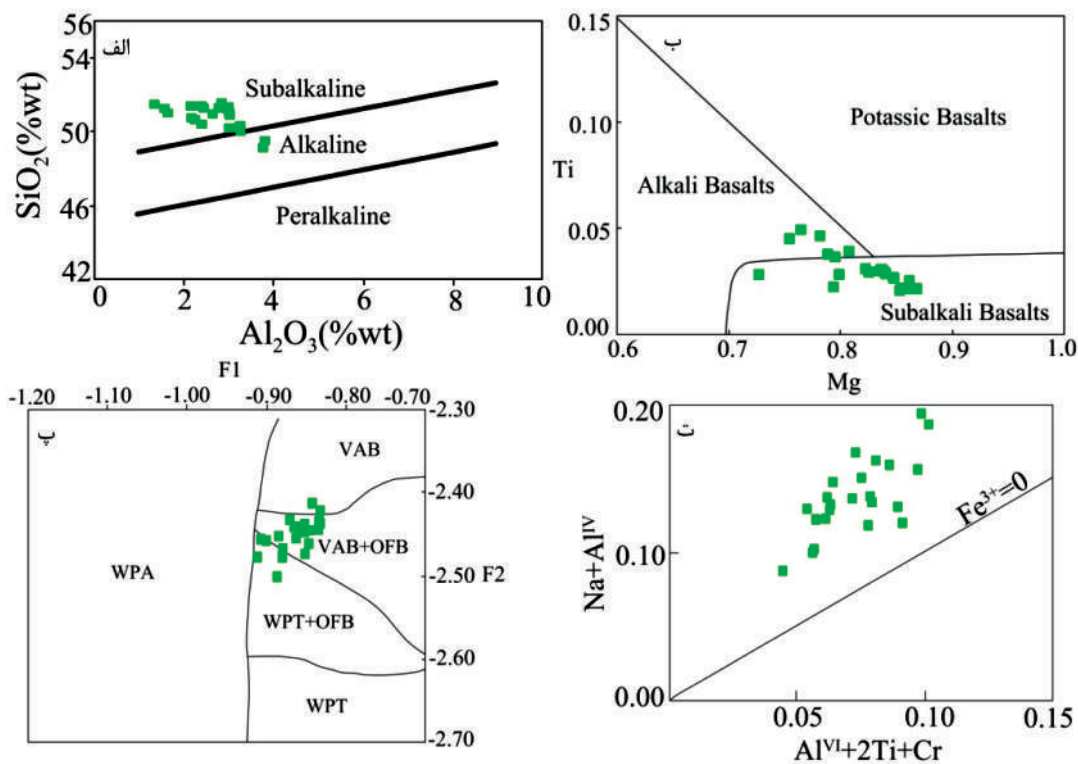 الف
SiO₂(%wt)
56
54
50
46
42
Subalkaline
Alkaline
Peralkaline
0
2
4
6
8
10
Al₂O₃(%wt)
ب
Ti
0.15
0.10
0.05
0.00
Potassic Basalts
Alkali Basalts
Subalkali Basalts
0.6
0.7
0.8
0.9
1.0
Mg
F1
-1.20
-1.10
-1.00
-0.90
-0.80
-0.70
پ
-2.30
-2.40
-2.50
-2.60
-2.70
F2
VAB
VAB+OFB
WPA
WPT+OFB
WPT
ت
Na+Alᴵⱽ
0.20
0.10
0.00
Fe³⁺=0
0.05
0.10
0.15
Alⱽᴵ+2Ti+Cr